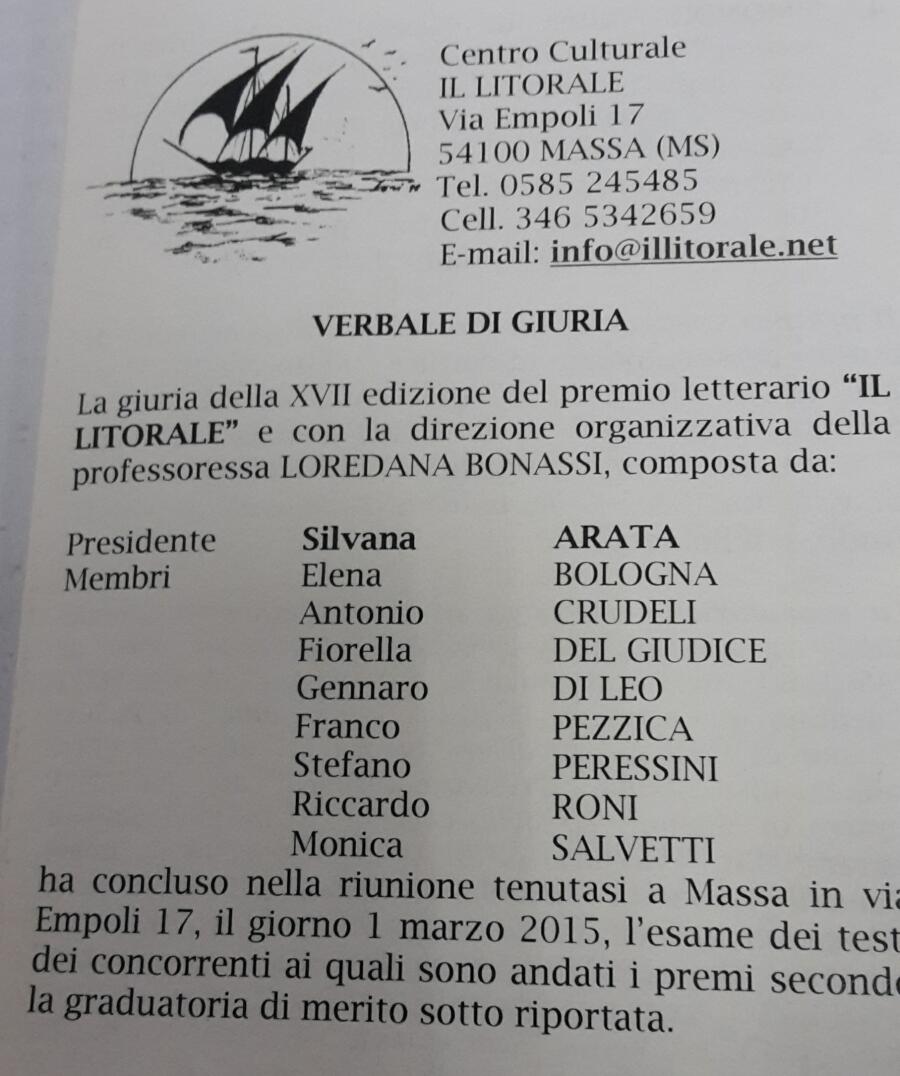 Centro Culturale
IL LITORALE
Via Empoli 17
54100 MASSA (MS)
Tel. 0585 245485
Cell. 346 5342659
E-mail: info@illitorale.net
VERBALE DI GIURIA
La giuria della XVII edizione del premio letterario “IL
LITORALE” e con la direzione organizzativa della
professoressa LOREDANA BONASSI, composta da:
Presidente Silvana ARATA
Membri Elena BOLOGNA
Antonio CRUDELI
Fiorella DEL GIUDICE
Gennaro DI LEO
Franco PEZZICA
Stefano PERESSINI
Riccardo RONI
Monica SALVETTI
ha concluso nella riunione tenutasi a Massa in via
Empoli 17, il giorno 1 marzo 2015, l’esame dei test
dei concorrenti ai quali sono andati i premi secondo
la graduatoria di merito sotto riportata.